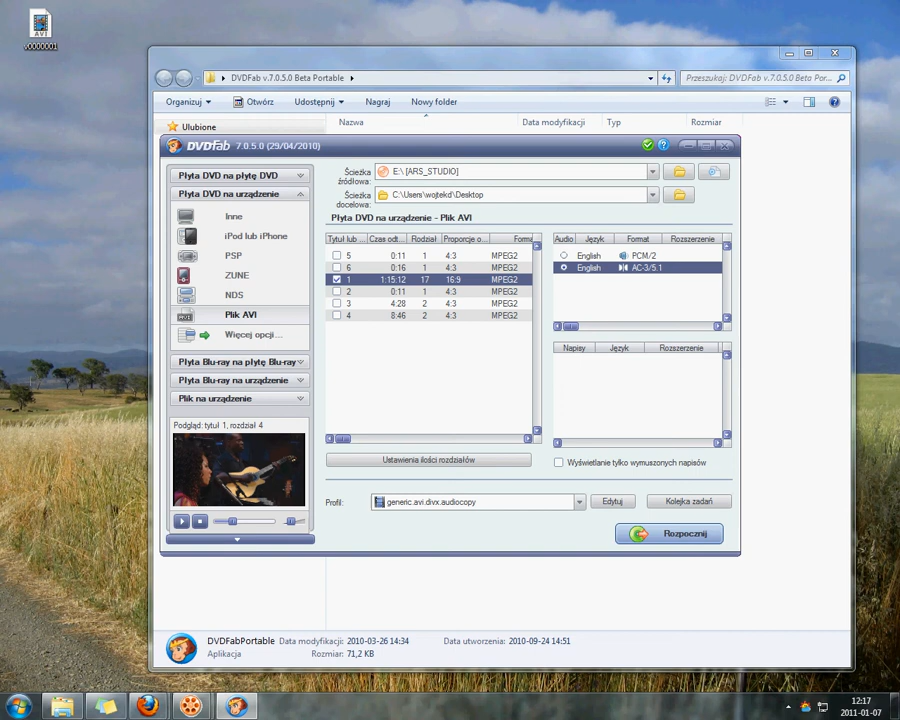 AVI
v0000001
DVDFab v.7.0.5.0 Beta Portable
Przeszukaj: DVDFab v.7.0.5.0 Beta Por...
Organizuj
Otwórz
Udostępnij
Nagraj
Nowy folder
Nazwa
Data modyfikacji
Typ
Rozmiar
Ulubione
DVDfab 7.0.5.0 (29/04/2010)
Płyta DVD na płytę DVD
Płyta DVD na urządzenie
Inne
iPod lub iPhone
PSP
ZUNE
NDS
Plik AVI
Więcej opcji...
Płyta Blu-ray na płytę Blu-ray
Płyta Blu-ray na urządzenie
Plik na urządzenie
Podgląd: tytuł 1, rozdział 4
Ścieżka źródłowa:
E:\ [ARS_STUDIO]
Ścieżka docelowa:
C:\Users\wojtekd\Desktop
Płyta DVD na urządzenie - Plik AVI
Tytuł lub ... Czas odt... Rozdział Proporcje o... Forma
5 0:11 1 4:3 MPEG2
6 0:16 1 4:3 MPEG2
1 1:15:12 17 16:9 MPEG2
2 0:11 1 4:3 MPEG2
3 4:28 2 4:3 MPEG2
4 8:46 2 4:3 MPEG2
Audio Język Format Rozszerzenie
English PCM/2
English AC-3/5.1
Napisy Język Rozszerzenie
Ustawienia ilości rozdziałów
Wyświetlanie tylko wymuszonych napisów
Profil:
generic.avi.divx.audiocopy
Edytuj
Kolejka zadań
Rozpocznij
DVDFabPortable Data modyfikacji: 2010-03-26 14:34 Data utworzenia: 2010-09-24 14:51
Aplikacja Rozmiar: 71,2 KB
12:17
2011-01-07